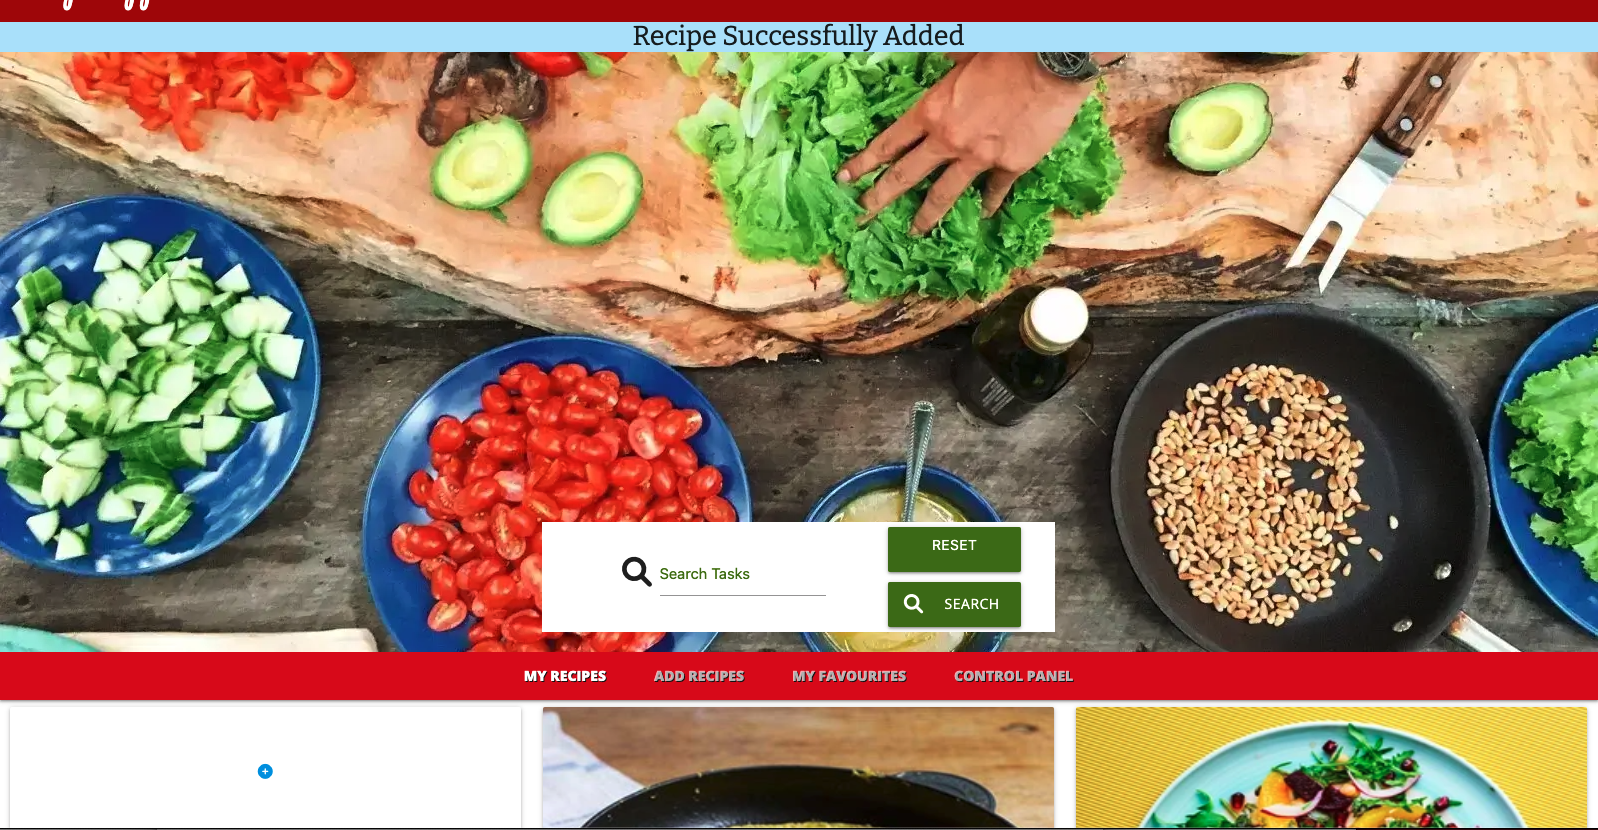 Recipe Successfully Added
RESET
Search Tasks
SEARCH
MY RECIPES
ADD RECIPES
MY FAVOURITES
CONTROL PANEL